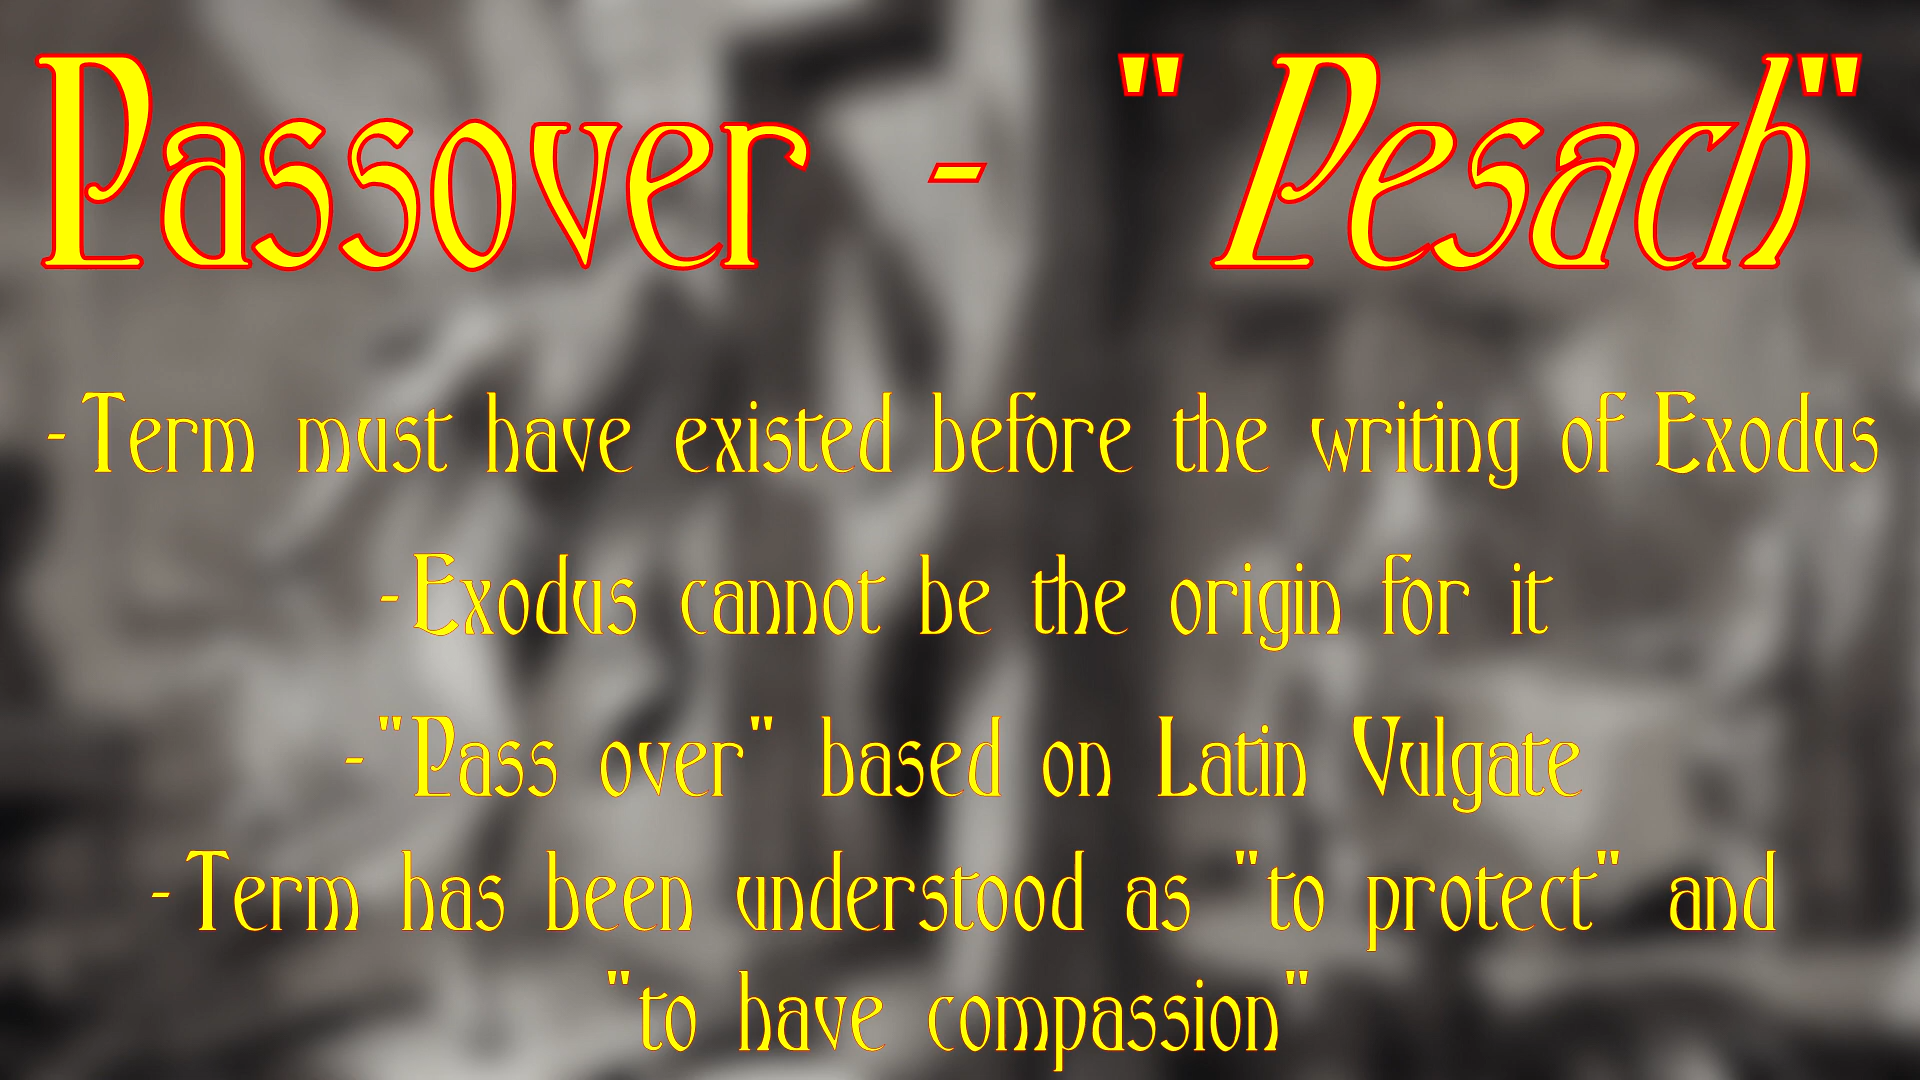 Passover - "Pesach"
-Term must have existed before the writing of Exodus
-Exodus cannot be the origin for it
-"Pass over" based on Latin Vulgate
-Term has been understood as "to protect" and
"to have compassion"